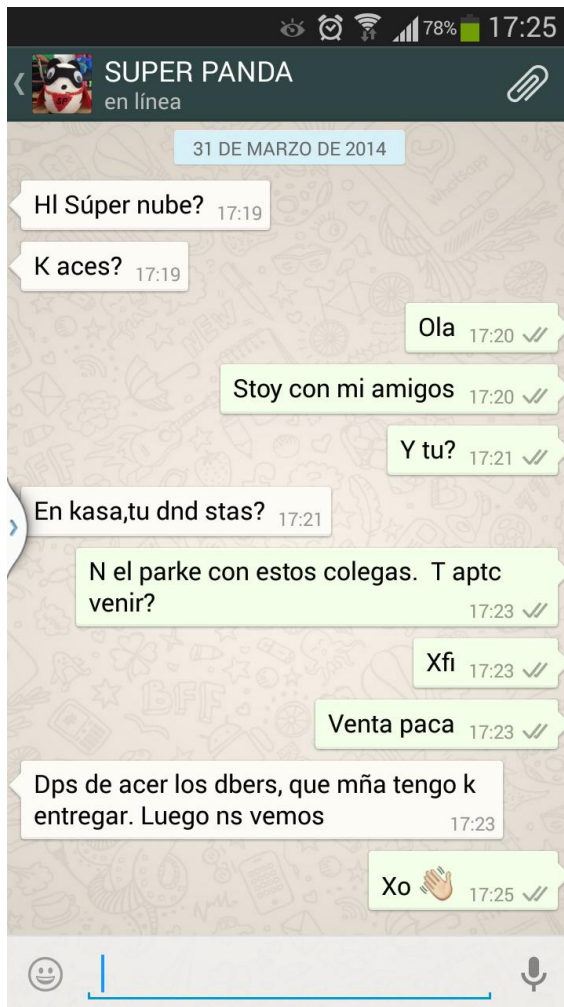 78% 17:25
SUPER PANDA
en línea
31 DE MARZO DE 2014
Hl Súper nube? 17:19
K aces? 17:19
Ola 17:20
Stoy con mi amigos 17:20
Y tu? 17:21
En kasa,tu dnd stas? 17:21
N el parke con estos colegas. T aptc
venir? 17:23
Xfi 17:23
Venta paca 17:23
Dps de acer los dbers, que mña tengo k
entregar. Luego ns vemos 17:23
Xo 👋 17:25